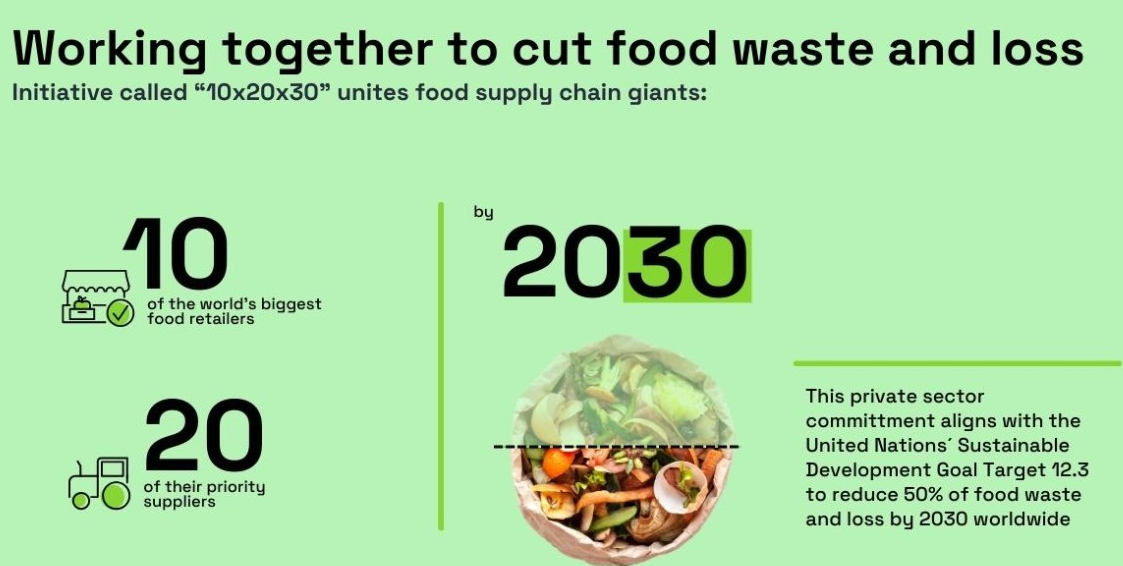 Working together to cut food waste and loss
Initiative called “10x20x30” unites food supply chain giants:
10
of the world's biggest
food retailers
20
of their priority
suppliers
by
2030
This private sector
committment aligns with the
United Nations´ Sustainable
Development Goal Target 12.3
to reduce 50% of food waste
and loss by 2030 worldwide